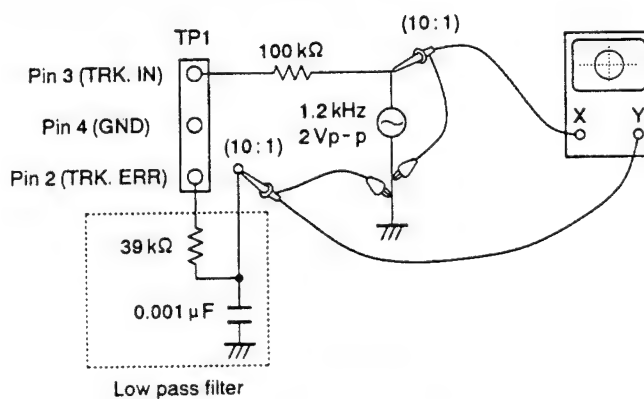 (10 : 1)
TP1
100 kΩ
Pin 3 (TRK. IN)
1.2 kHz
2 Vp - p
X
Y
Pin 4 (GND)
(10 : 1)
Pin 2 (TRK. ERR)
39 kΩ
0.001 μF
Low pass filter